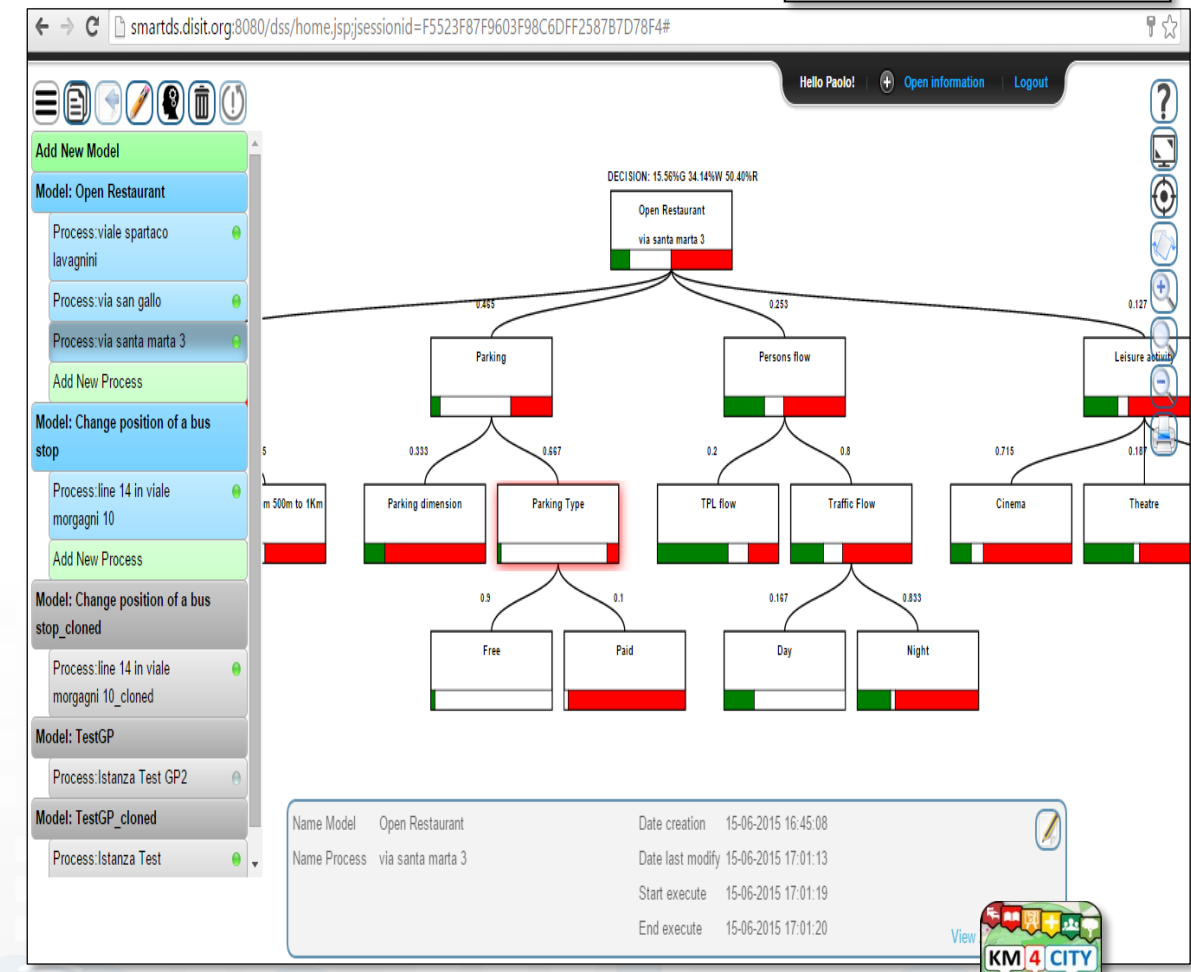 smartds.disit.org:8080/dss/home.jsp;jsessionid=F5523F87F9603F98C6DFF2587B7D78F4#
Hello Paolo!
Open information
Logout
Add New Model
Model: Open Restaurant
Process:viale spartaco
lavagnini
Process:via san gallo
Process:via santa marta 3
Add New Process
Model: Change position of a bus
stop
Process:line 14 in viale
morgagni 10
Add New Process
Model: Change position of a bus
stop_cloned
Process:line 14 in viale
morgagni 10_cloned
Model: TestGP
Process:Istanza Test GP2
Model: TestGP_cloned
Process:Istanza Test
DECISION: 15.56%G 34.14%W 50.40%R
Open Restaurant
via santa marta 3
0.465
0.253
0.127
Parking
Persons flow
Leisure activity
5
0.333
0.667
0.2
0.8
0.715
0.187
m 500m to 1Km
Parking dimension
Parking Type
TPL flow
Traffic Flow
Cinema
Theatre
0.9
0.1
0.167
0.833
Free
Paid
Day
Night
Name Model Open Restaurant
Date creation 15-06-2015 16:45:08
Name Process via santa marta 3
Date last modify 15-06-2015 17:01:13
Start execute 15-06-2015 17:01:19
End execute 15-06-2015 17:01:20
View
KM 4 CITY